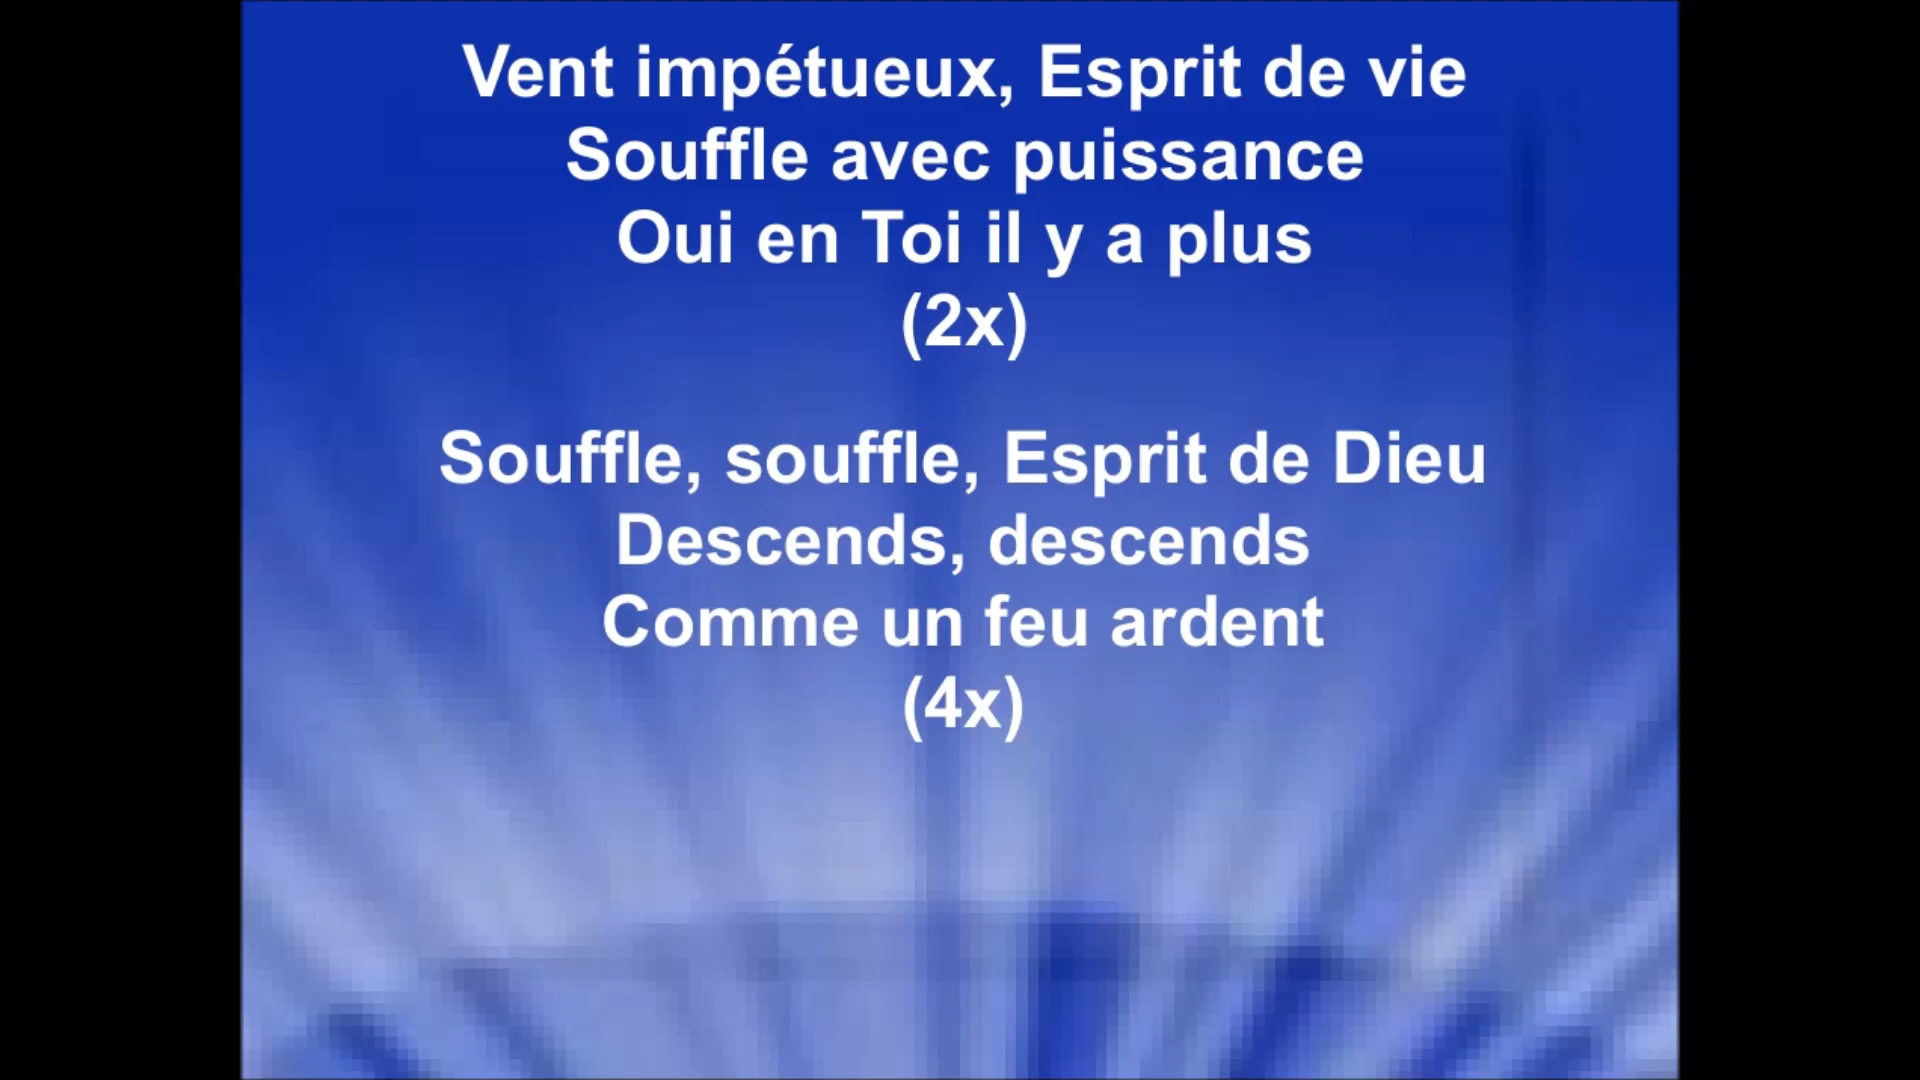 Vent impétueux, Esprit de vie
Souffle avec puissance
Oui en Toi il y a plus
(2x)
Souffle, souffle, Esprit de Dieu
Descends, descends
Comme un feu ardent
(4x)